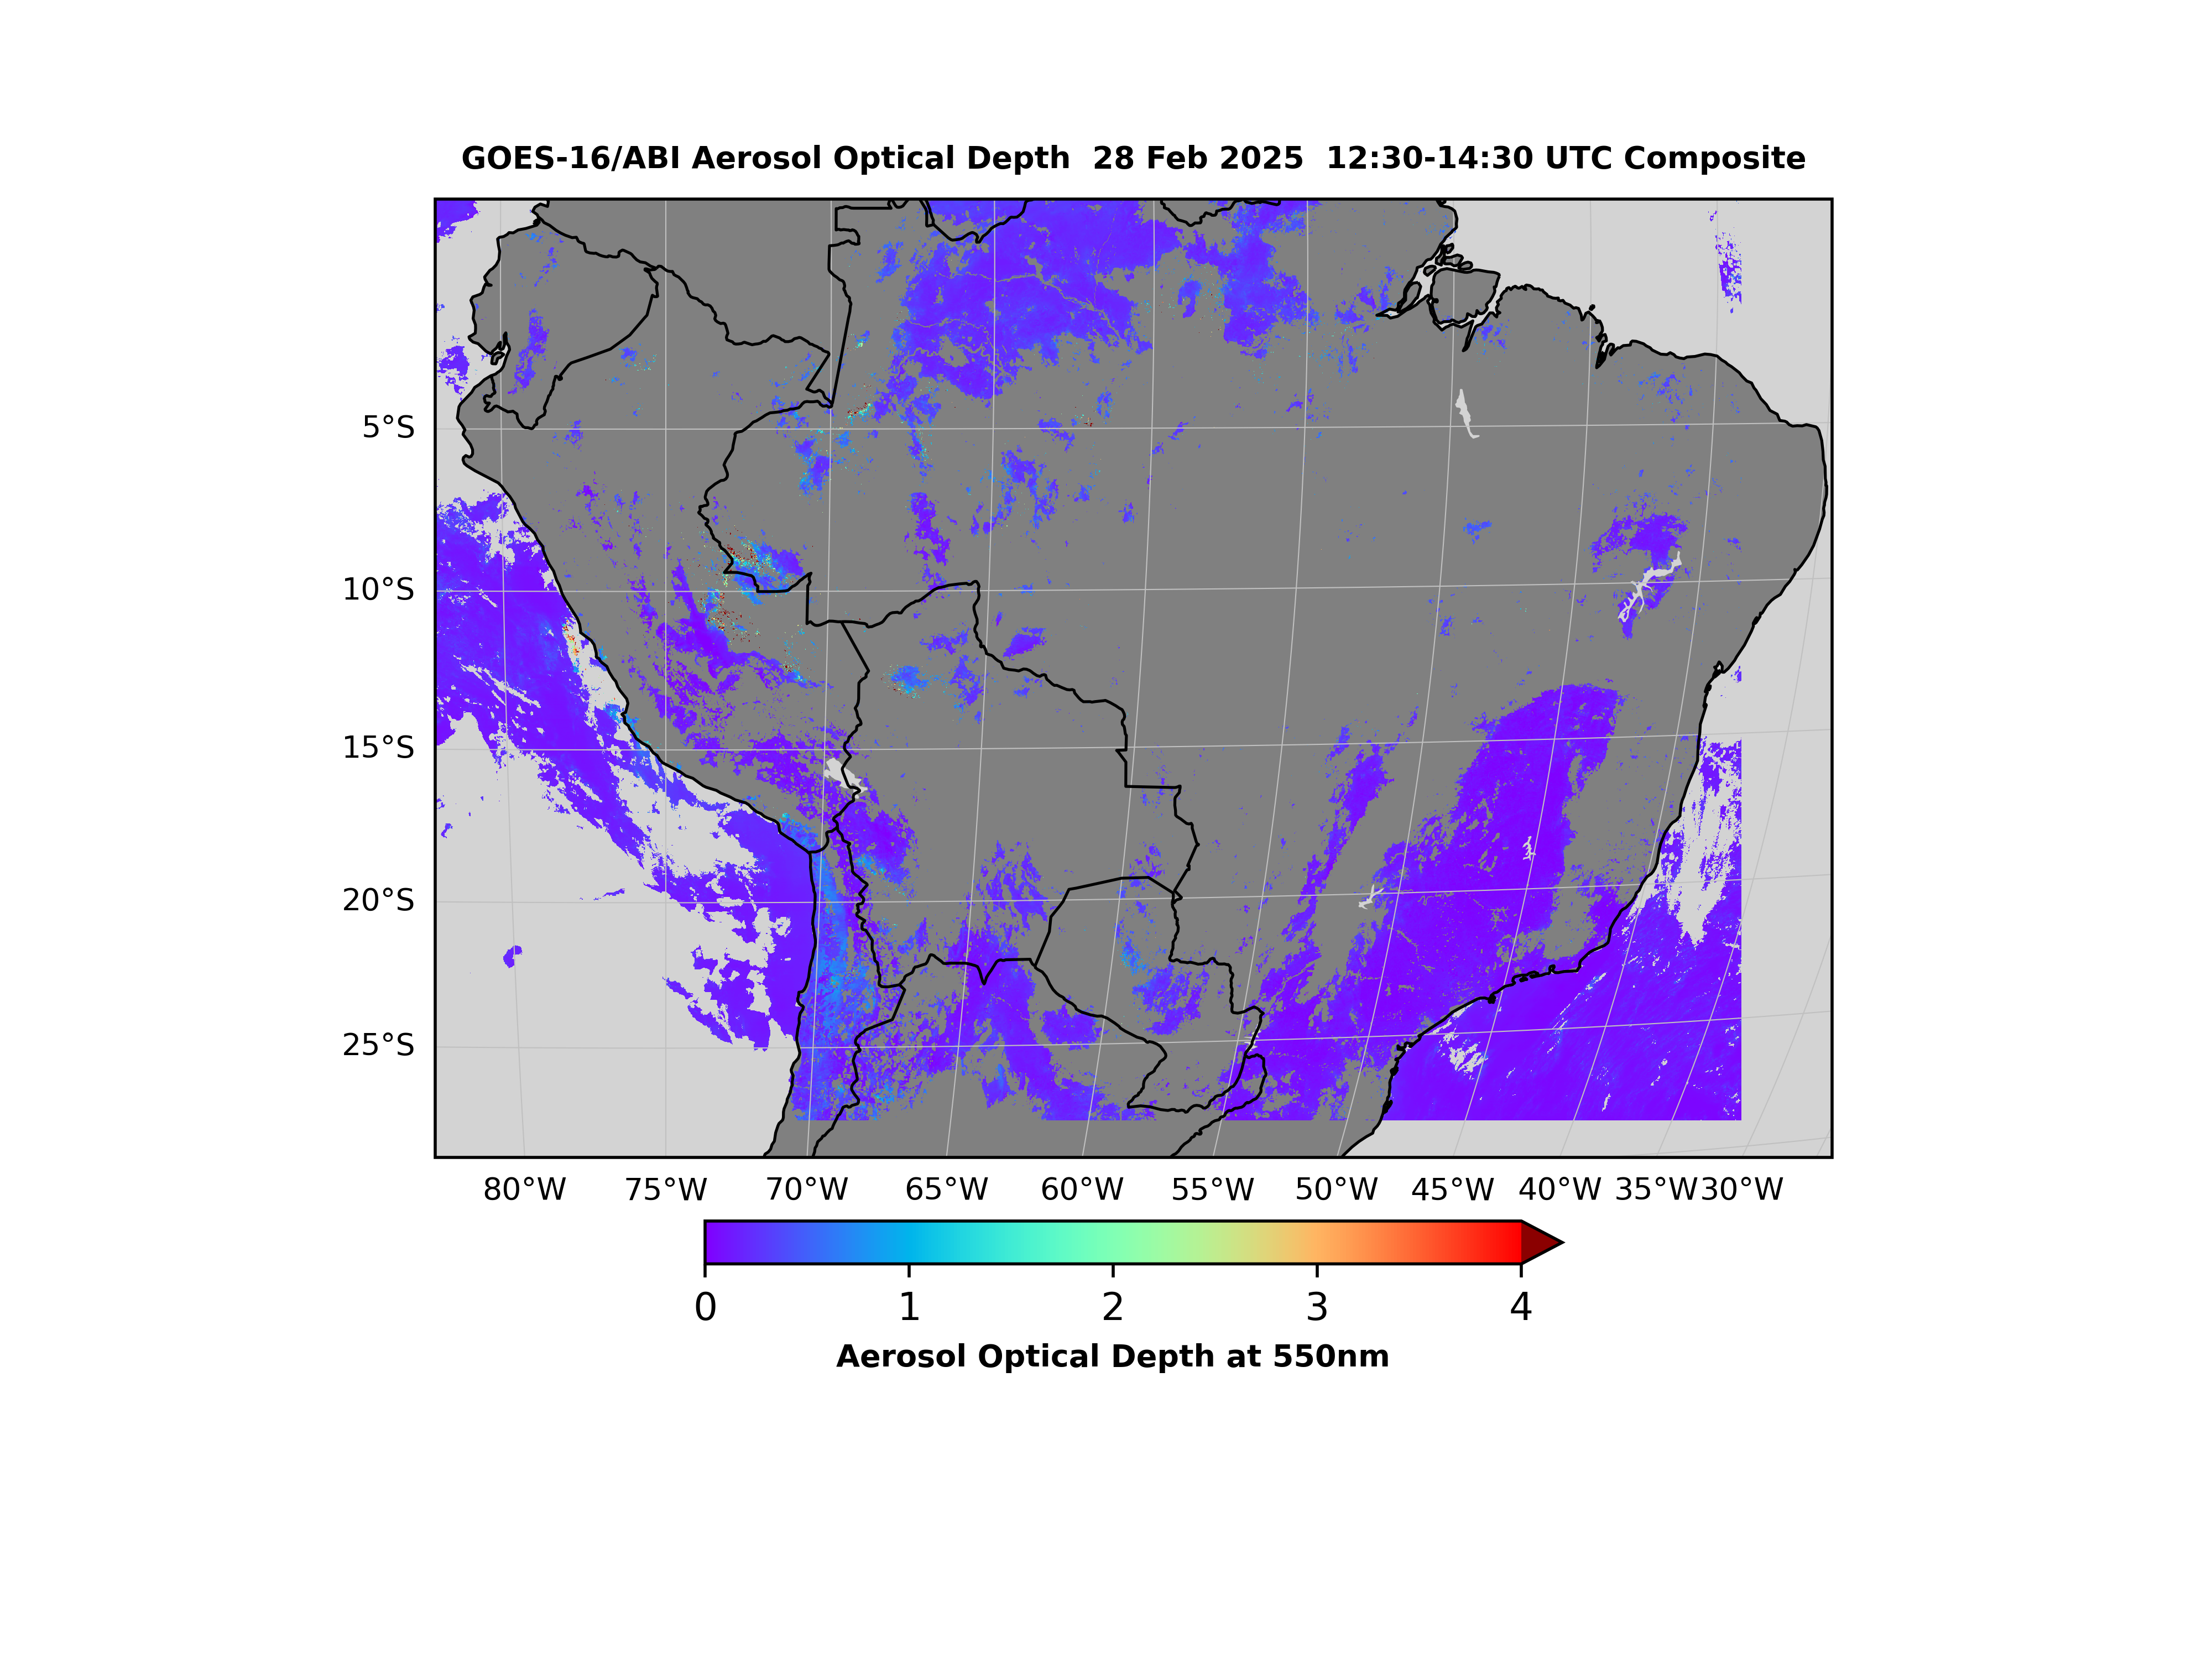 GOES-16/ABI Aerosol Optical Depth  28 Feb 2025  12:30-14:30 UTC Composite
5°S
10°S
15°S
20°S
25°S
80°W 75°W 70°W 65°W 60°W 55°W 50°W 45°W 40°W 35°W 30°W
0 1 2 3 4
Aerosol Optical Depth at 550nm